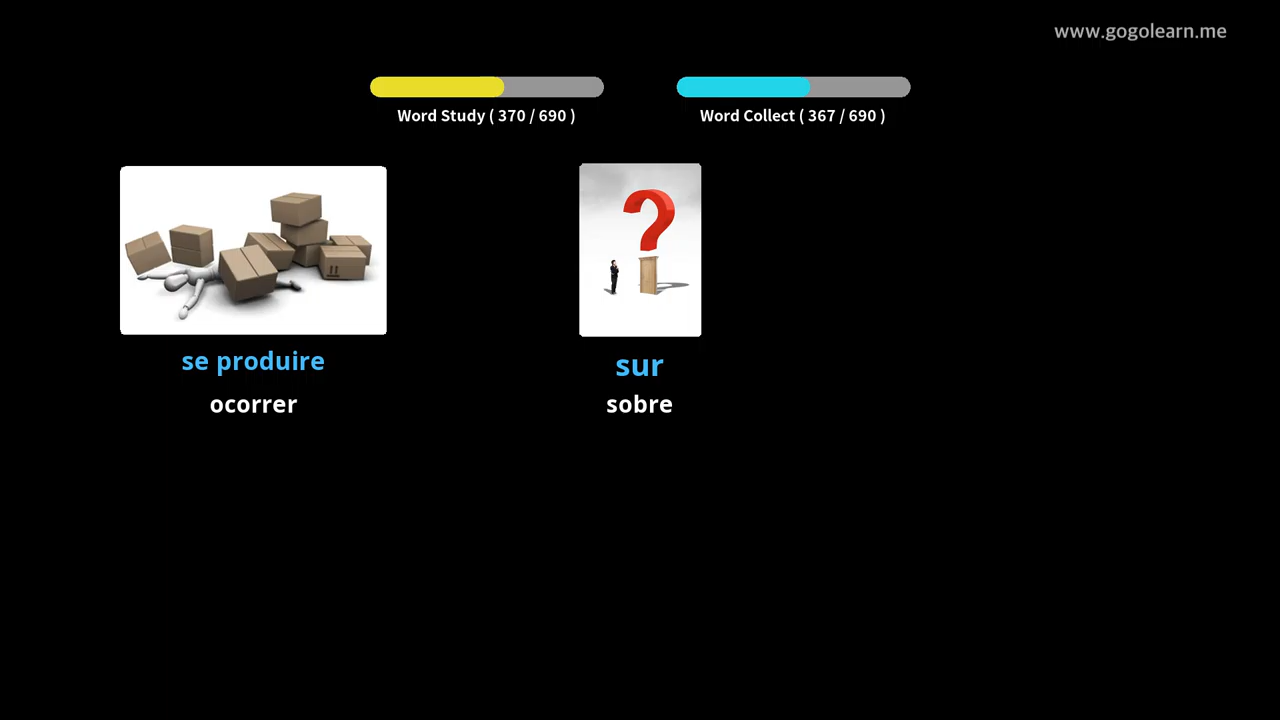 www.gogolearn.me
Word Study ( 370 / 690 )
Word Collect ( 367 / 690 )
se produire
ocorrer
sur
sobre